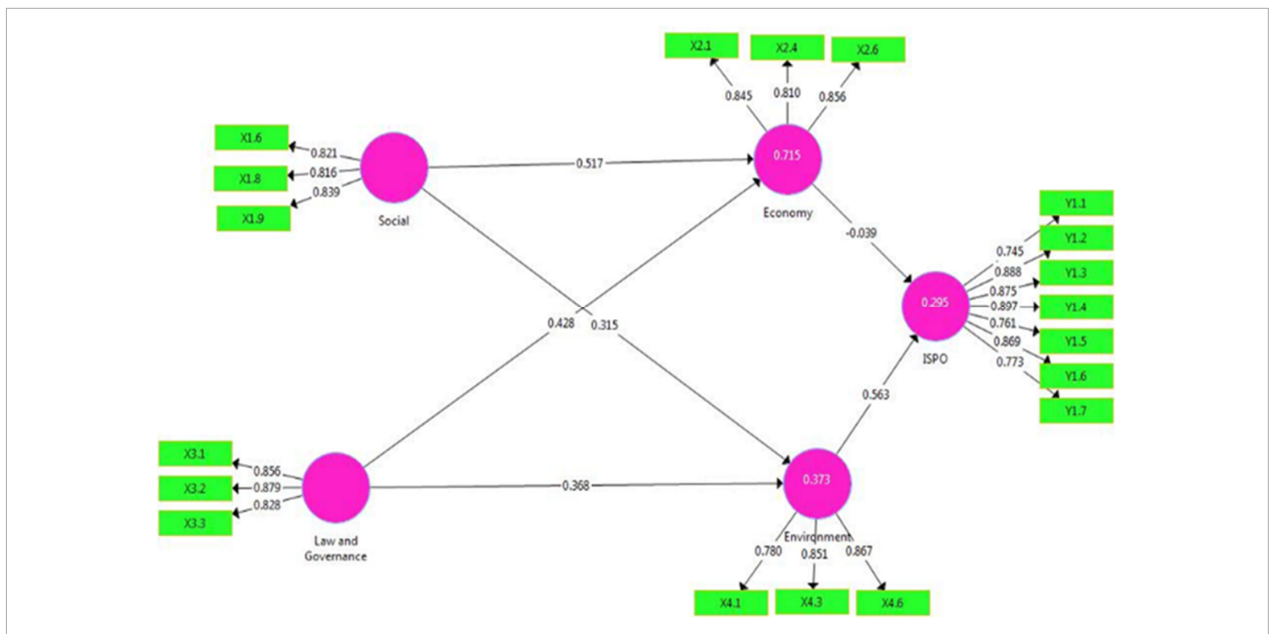 X2.1
X2.4
X2.6
0.845
0.810
0.856
X1.6
X1.8
X1.9
0.821
0.816
0.839
Social
0.517
0.715
Economy
-0.039
0.428
0.315
Y1.1
Y1.2
Y1.3
Y1.4
Y1.5
Y1.6
Y1.7
0.745
0.888
0.875
0.897
0.761
0.869
0.773
0.295
ISPO
0.563
X3.1
X3.2
X3.3
0.856
0.879
0.828
Law and
Governance
0.368
0.373
Environment
0.780
0.851
0.867
X4.1
X4.3
X4.6